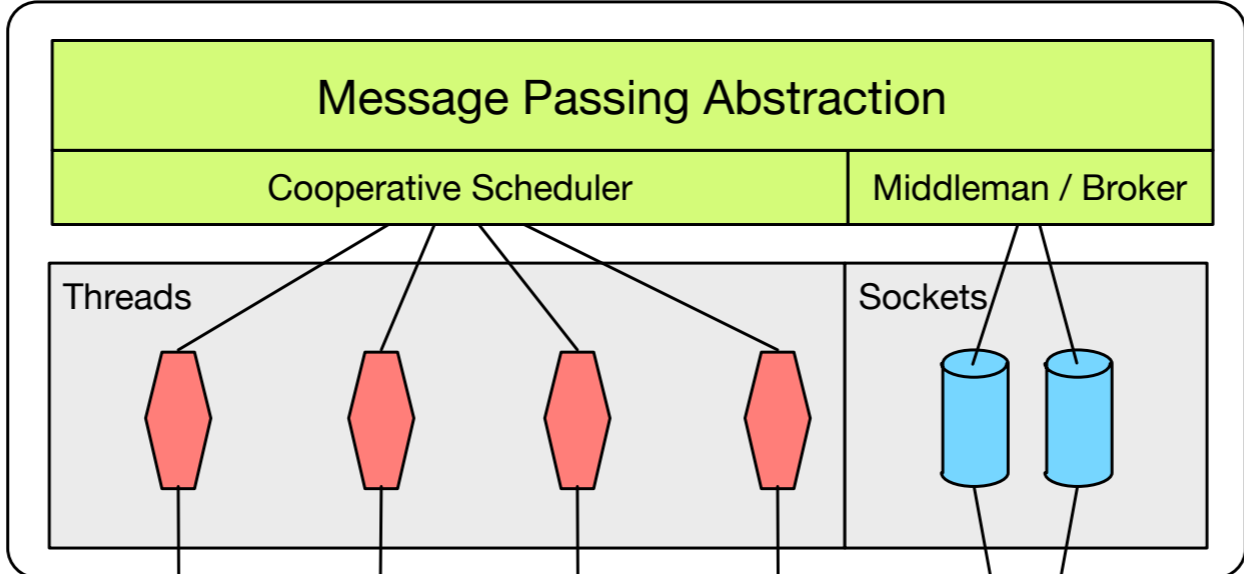 Message Passing Abstraction
Cooperative Scheduler
Middleman / Broker
Threads
Sockets